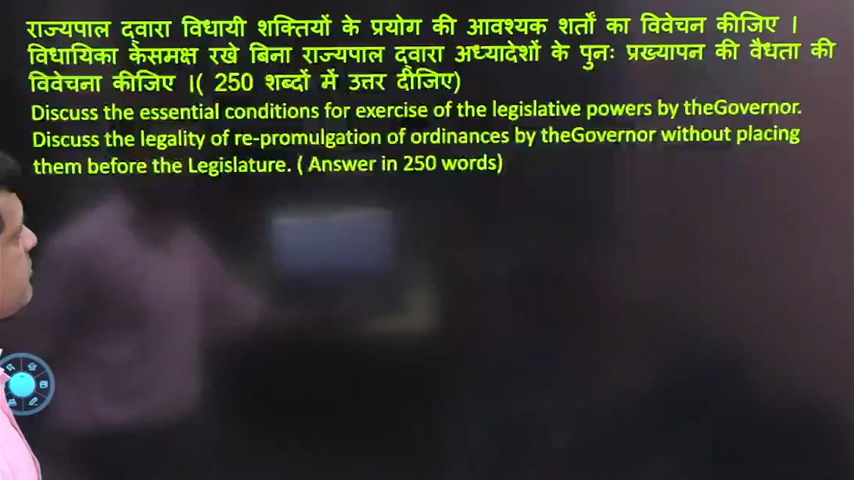 राज्यपाल द्वारा विधायी शक्तियों के प्रयोग की आवश्यक शर्तों का विवेचन कीजिए ।
विधायिका केसमक्ष रखे बिना राज्यपाल द्वारा अध्यादेशों के पुनः प्रख्यापन की वैधता की
विवेचना कीजिए ।( 250 शब्दों में उत्तर दीजिए)
Discuss the essential conditions for exercise of the legislative powers by theGovernor.
Discuss the legality of re-promulgation of ordinances by theGovernor without placing
them before the Legislature. ( Answer in 250 words)